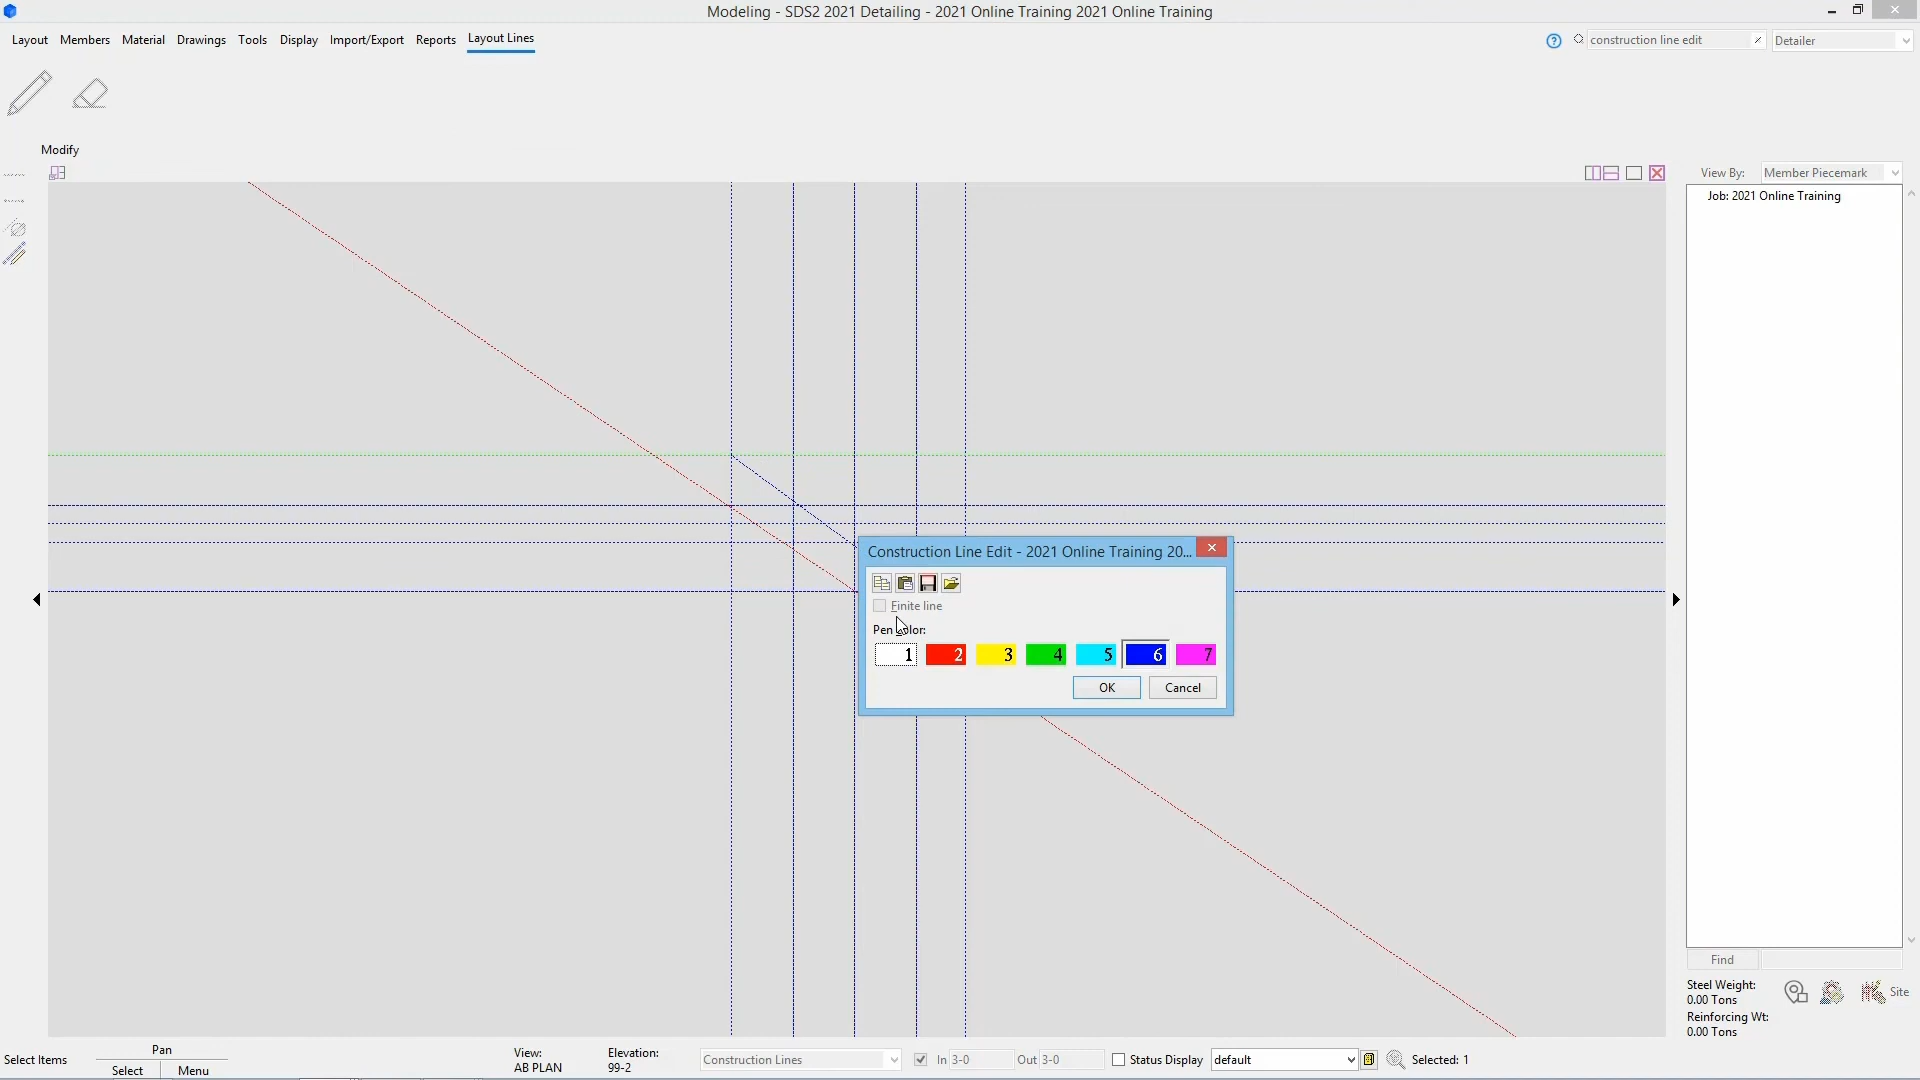 Modeling - SDS2 2021 Detailing - 2021 Online Training 2021 Online Training
Layout Members Material Drawings Tools Display Import/Export Reports Layout Lines
construction line edit
Detailer
Modify
View By: Member Piecemark
Job: 2021 Online Training
Construction Line Edit - 2021 Online Training 20...
Finite line
1 2 3 4 5 6 7
OK Cancel
Find
Steel Weight:
0.00 Tons
Site
Reinforcing Wt:
0.00 Tons
Select Items
Pan
Select Menu
View:
AB PLAN
Elevation:
99-2
Construction Lines
In 3-0 Out 3-0
Status Display default
Selected: 1